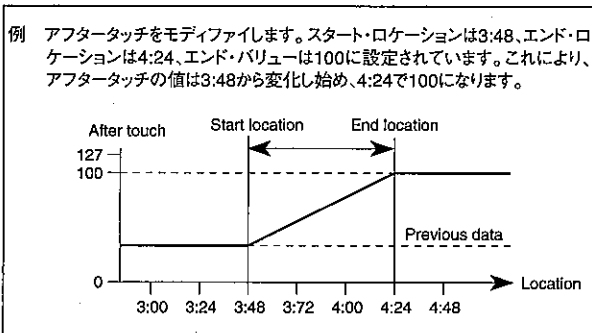 例 アフタータッチをモディファイします。スタート・ロケーションは3:48、エンド・ロ
ケーションは4:24、エンド・バリューは100に設定されています。これにより、
アフタータッチの値は3:48から変化し始め、4:24で100になります。
After touch
Start location
End location
127
100
Previous data
0
Location
3:00 3:24 3:48 3:72 4:00 4:24 4:48